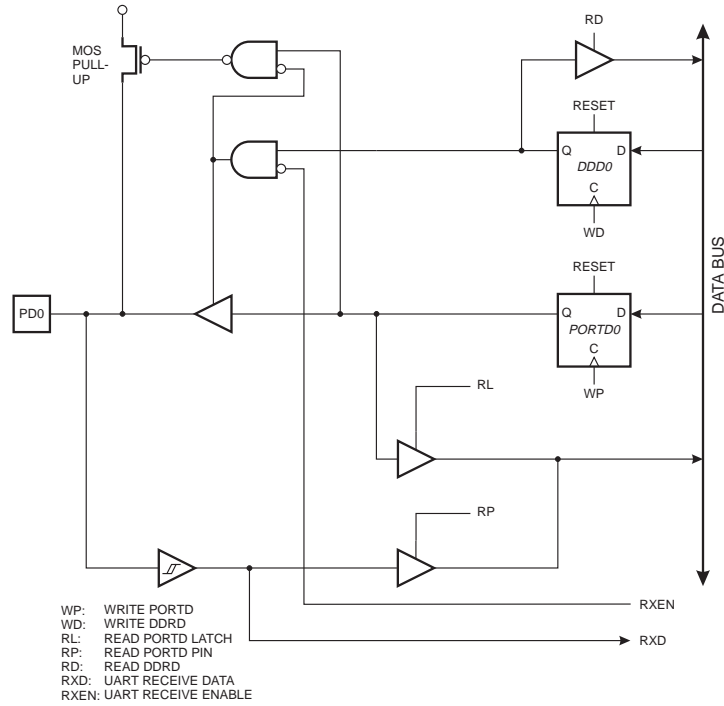 RD
MOS
PULL-
UP
RESET
Q
D
DDD0
C
WD
DATA BUS
RESET
PD0
Q
D
PORTD0
C
WP
RL
RP
WP: WRITE PORTD
WD: WRITE DDRD
RL: READ PORTD LATCH
RP: READ PORTD PIN
RD: READ DDRD
RXD: UART RECEIVE DATA
RXEN: UART RECEIVE ENABLE
RXEN
RXD